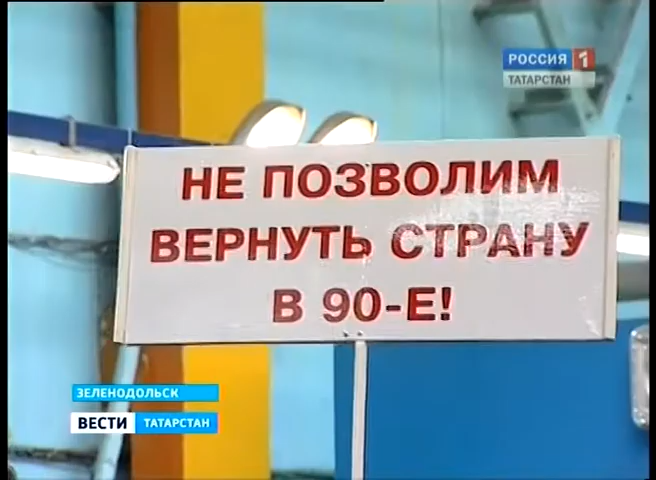 РОССИЯ 1
ТАТАРСТАН
НЕ ПОЗВОЛИМ
ВЕРНУТЬ СТРАНУ
В 90-Е!
ЗЕЛЕНОДОЛЬСК
ВЕСТИ ТАТАРСТАН